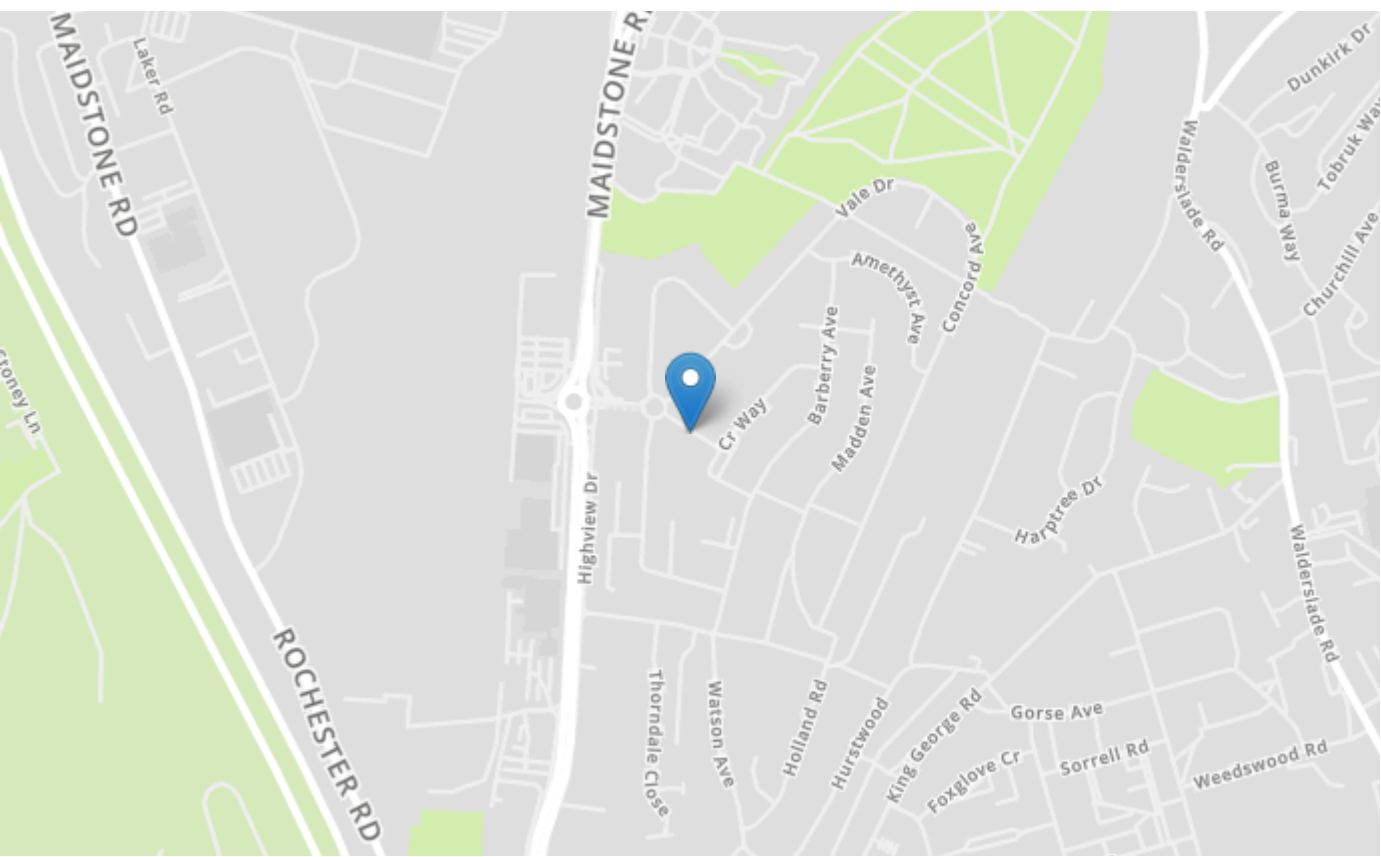 MAIDSTONE RD
Laker Rd
MAIDSTONE
Dunkirk Dr
Tobruk Way
Walderslade Rd
Burma Way
Vale Dr
Churchill Ave
Concord Ave
Amethyst Ave
Barberry Ave
Stoney Ln
Madden Ave
Cr Way
Highview Dr
Harptree Dr
Walderslade Rd
ROCHESTER RD
Thorndale Close
Watson Ave
Holland Rd
Hurstwood
King George Rd
Gorse Ave
Foxglove Cr
Sorrell Rd
Weedswood Rd